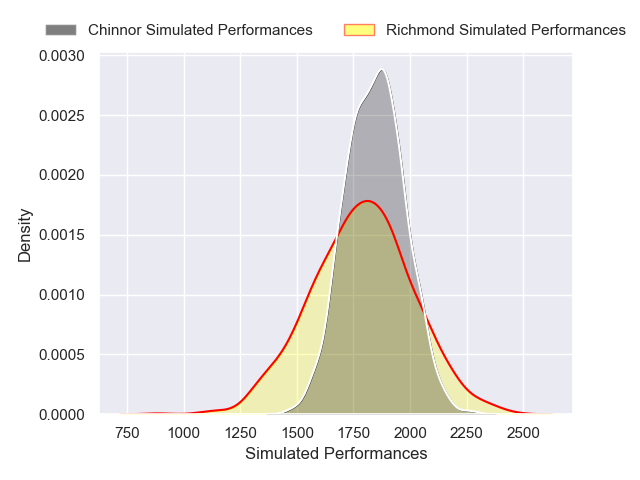 Chinnor Simulated Performances Richmond Simulated Performances
0.0030
0.0025
0.0020
0.0015
0.0010
0.0005
0.0000
Density
750 1000 1250 1500 1750 2000 2250 2500
Simulated Performances